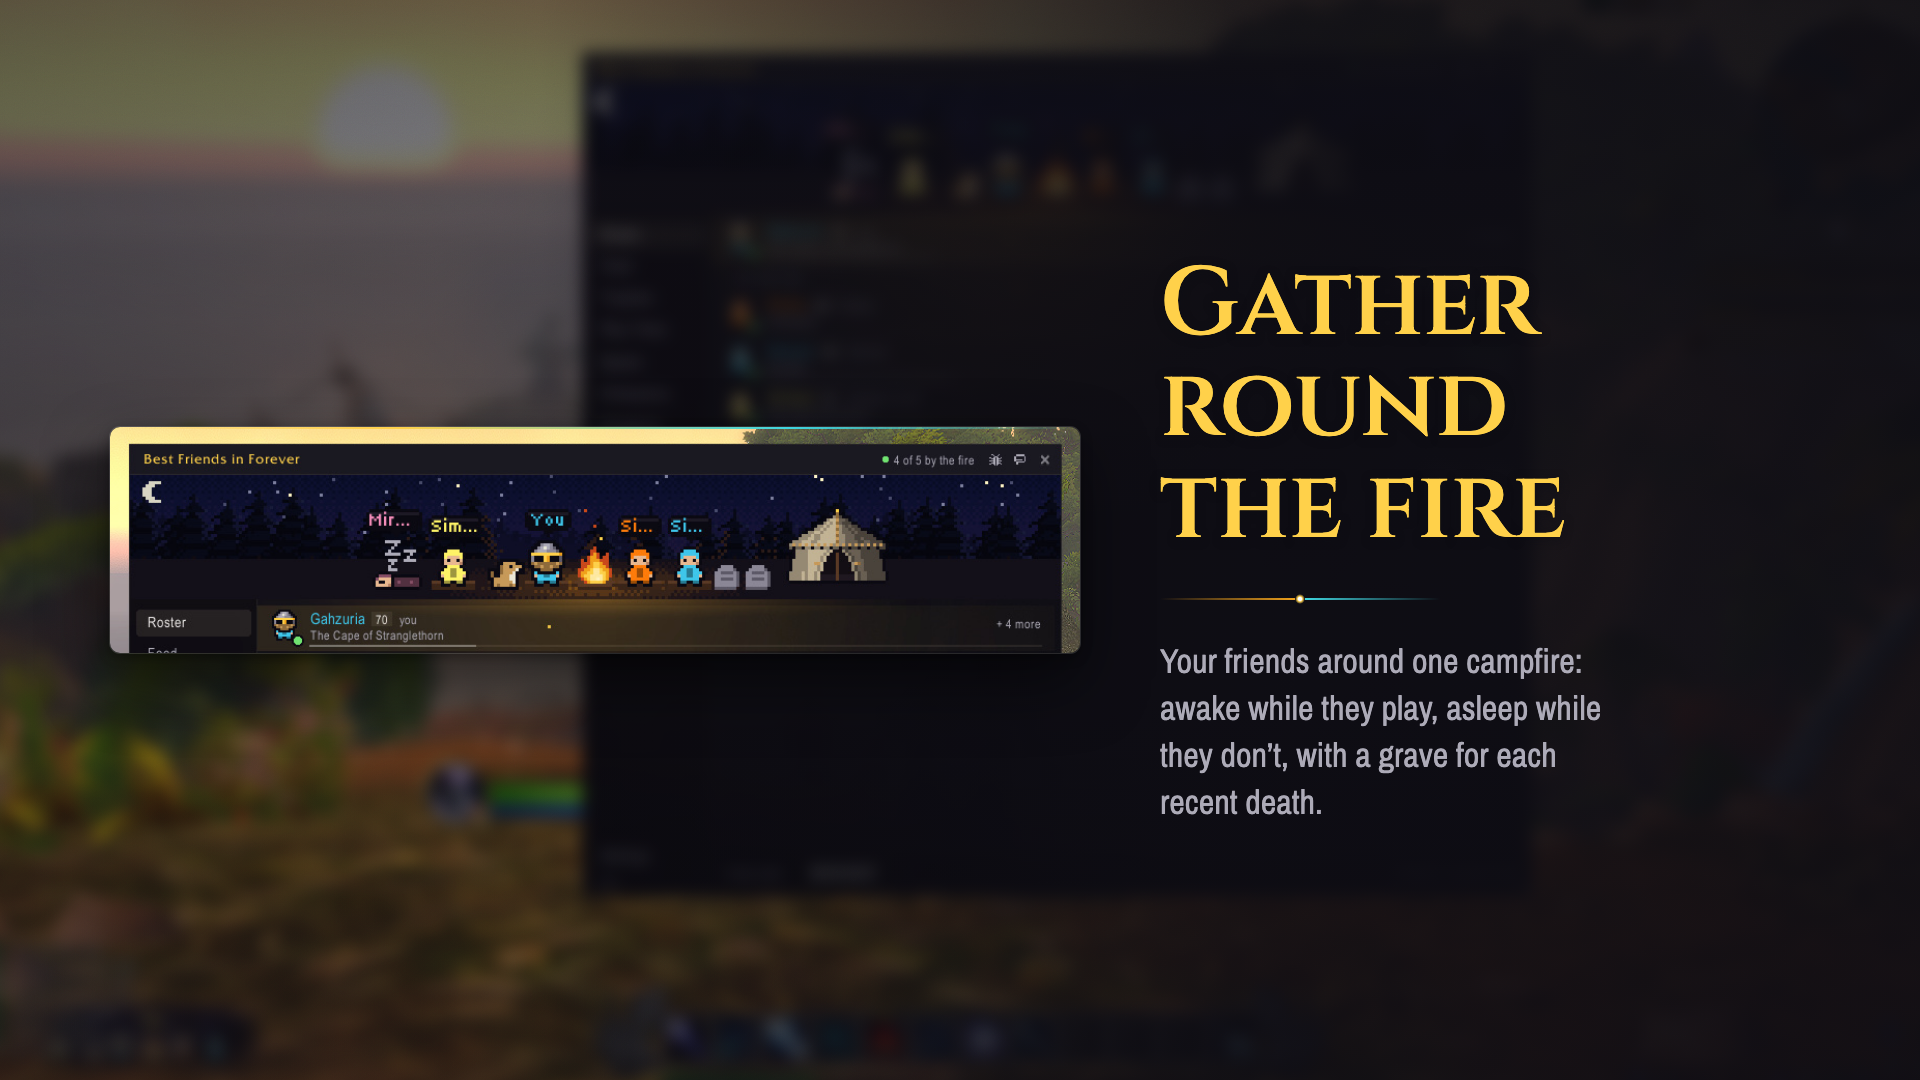 Best Friends in Forever
4 of 5 by the fire
Mir...
Sim...
You
Si...
Si...
Roster
Gahzuria 70 you
The Cape of Stranglethorn
+ 4 more
Feed
GATHER
ROUND
THE FIRE
Your friends around one campfire:
awake while they play, asleep while
they don’t, with a grave for each
recent death.